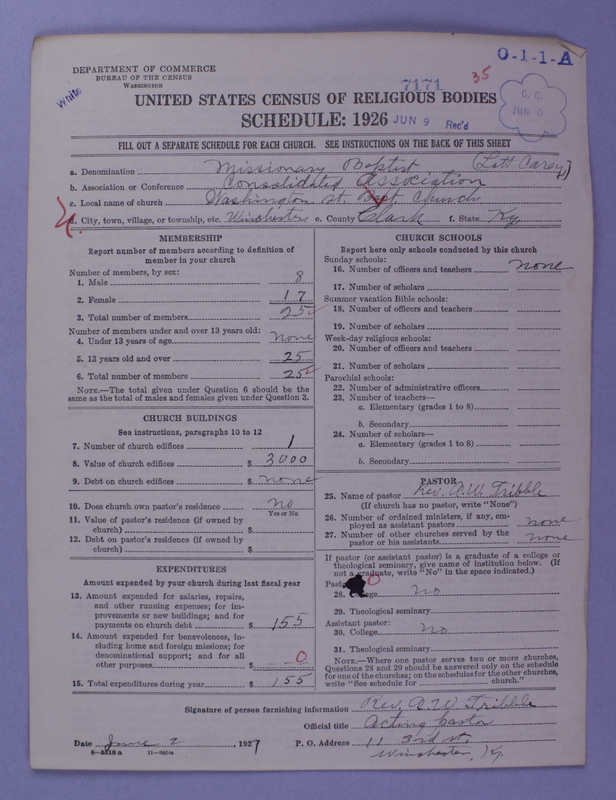 O-1-1-A
DEPARTMENT OF COMMERCE
BUREAU OF THE CENSUS
WASHINGTON
White
7171
35
C. C.
JUN 9
UNITED STATES CENSUS OF RELIGIOUS BODIES
SCHEDULE: 1926 JUN 9 Rec'd
FILL OUT A SEPARATE SCHEDULE FOR EACH CHURCH. SEE INSTRUCTIONS ON THE BACK OF THIS SHEET
a. Denomination Missionary Baptist (Lott Carey)
b. Association or Conference Consolidated Association
c. Local name of church Washington St. Bapt. Church
d. City, town, village, or township, etc. Winchester e. County Clark f. State Ky.
MEMBERSHIP
Report number of members according to definition of
member in your church
Number of members, by sex:
1. Male 8
2. Female 17
3. Total number of members 25
Number of members under and over 13 years old:
4. Under 13 years of age None
5. 13 years old and over 25
6. Total number of members 25
NOTE.—The total given under Question 6 should be the
same as the total of males and females given under Question 3.
CHURCH BUILDINGS
See instructions, paragraphs 10 to 12
7. Number of church edifices 1
8. Value of church edifices $ 3000
9. Debt on church edifices $ none
10. Does church own pastor's residence No
Yes or No
11. Value of pastor's residence (if owned by
church) $
12. Debt on pastor's residence (if owned by
church) $
EXPENDITURES
Amount expended by your church during last fiscal year
13. Amount expended for salaries, repairs,
and other running expenses; for im-
provements or new buildings; and for
payments on church debt $ 155
14. Amount expended for benevolences, in-
cluding home and foreign missions; for
denominational support; and for all
other purposes $ 0
15. Total expenditures during year $ 155
CHURCH SCHOOLS
Report here only schools conducted by this church
Sunday schools:
16. Number of officers and teachers none
17. Number of scholars
Summer vacation Bible schools:
18. Number of officers and teachers
19. Number of scholars
Week-day religious schools:
20. Number of officers and teachers
21. Number of scholars
Parochial schools:
22. Number of administrative officers
23. Number of teachers—
a. Elementary (grades 1 to 8)
b. Secondary
24. Number of scholars—
a. Elementary (grades 1 to 8)
b. Secondary
PASTOR
25. Name of pastor Rev. A.W. Tribble
(If church has no pastor, write "None")
26. Number of ordained ministers, if any, em-
ployed as assistant pastors none
27. Number of other churches served by the
pastor or his assistants none
If pastor (or assistant pastor) is a graduate of a college or
theological seminary, give name of institution below. (If
not a graduate, write "No" in the space indicated.)
0
28. No
29. Theological seminary
Assistant pastor:
30. College No
31. Theological seminary
NOTE.—Where one pastor serves two or more churches,
Questions 28 and 29 should be answered only on the schedule
for one of the churches; on the schedules for the other churches,
write "See schedule for church."
Signature of person furnishing information Rev. A.W. Tribble
Official title Acting pastor
Date June 2, 1927 P. O. Address 11 3rd st.
8—5518 a Winchester, Ky.